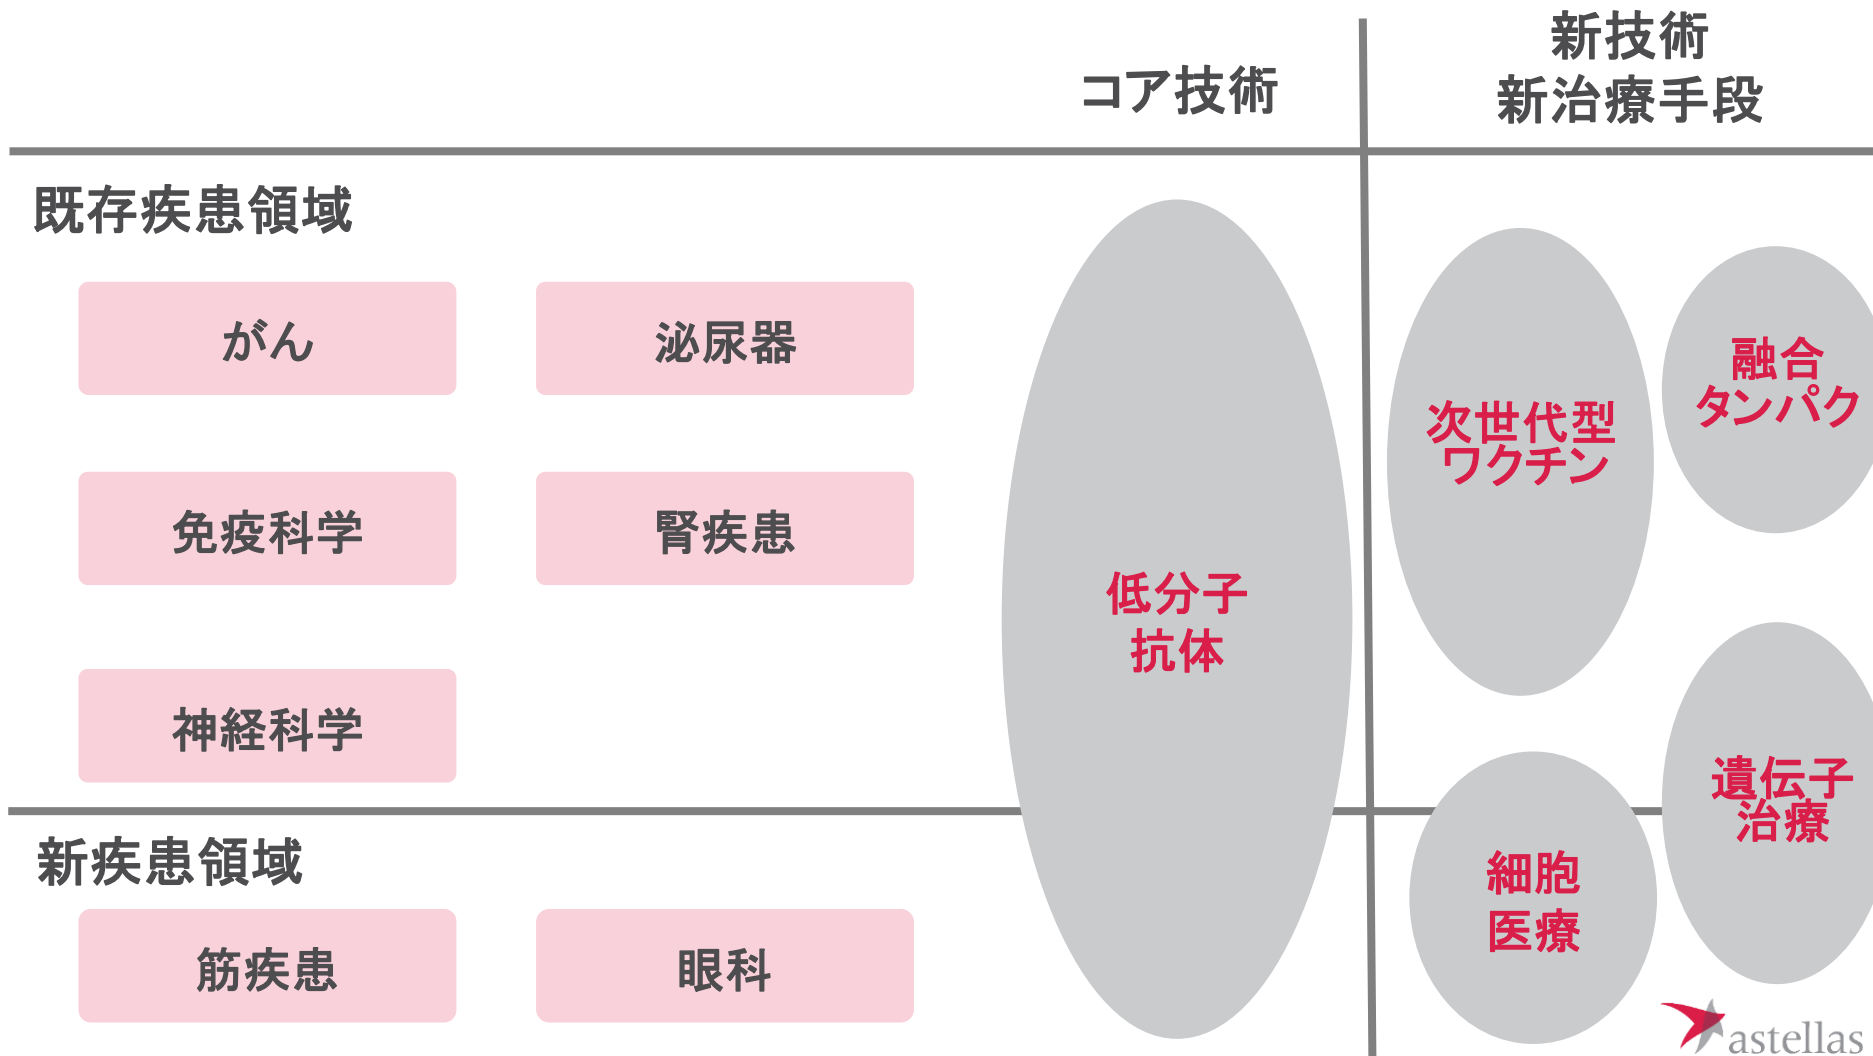 コア技術
新技術
新治療手段
既存疾患領域
がん
泌尿器
免疫科学
腎疾患
神経科学
低分子
抗体
次世代型
ワクチン
融合
タンパク
遺伝子
治療
細胞
医療
新疾患領域
筋疾患
眼科
astellas